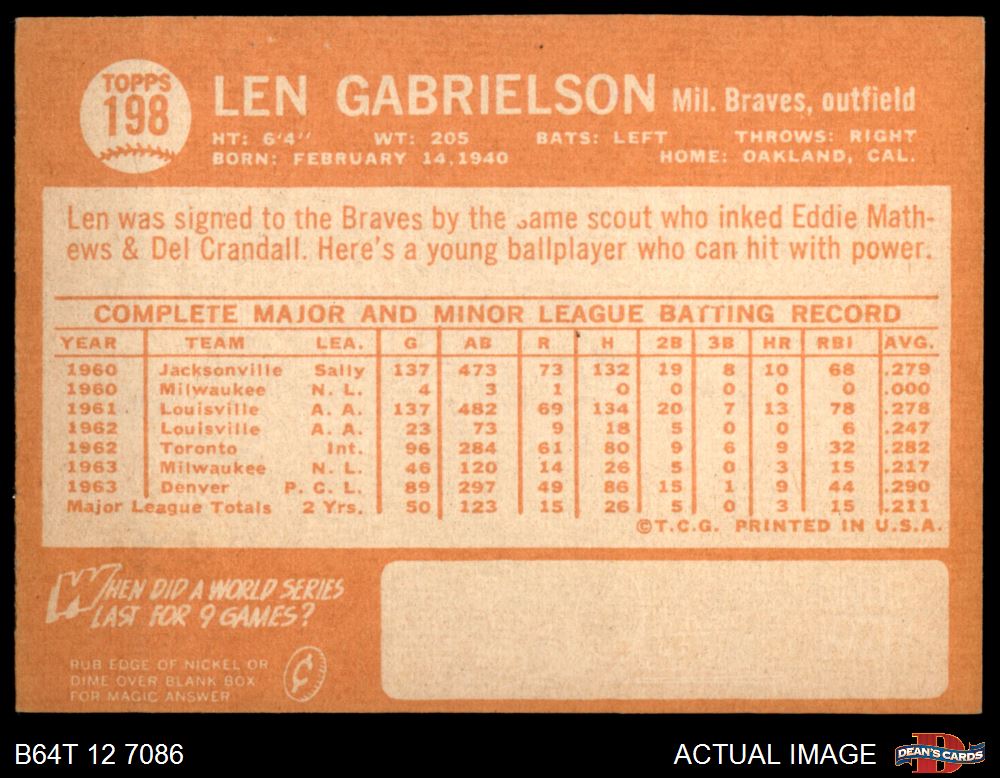 TOPPS
198
LEN GABRIELSON Mil. Braves, outfield
HT: 6'4" WT: 205 BATS: LEFT THROWS: RIGHT
BORN: FEBRUARY 14, 1940 HOME: OAKLAND, CAL.
Len was signed to the Braves by the same scout who inked Eddie Math-
ews & Del Crandall. Here's a young ballplayer who can hit with power.
COMPLETE MAJOR AND MINOR LEAGUE BATTING RECORD
YEAR TEAM LEA. G AB R H 2B 3B HR RBI AVG.
1960 Jacksonville Sally 137 473 73 132 19 8 10 68 .279
1960 Milwaukee N. L. 4 3 1 0 0 0 0 0 .000
1961 Louisville A. A. 137 482 69 134 20 7 13 78 .278
1962 Louisville A. A. 23 73 9 18 5 0 0 6 .247
1962 Toronto Int. 96 284 61 80 9 6 9 32 .282
1963 Milwaukee N. L. 46 120 14 26 5 0 3 15 .217
1963 Denver P. C. L. 89 297 49 86 15 1 9 44 .290
Major League Totals 2 Yrs. 50 123 15 26 5 0 3 15 .211
©T.C.G. PRINTED IN U.S.A.
WHEN DID A WORLD SERIES
LAST FOR 9 GAMES?
RUB EDGE OF NICKEL OR
DIME OVER BLANK BOX
FOR MAGIC ANSWER
¢
B64T 12 7086
ACTUAL IMAGE
DEAN'S CARDS